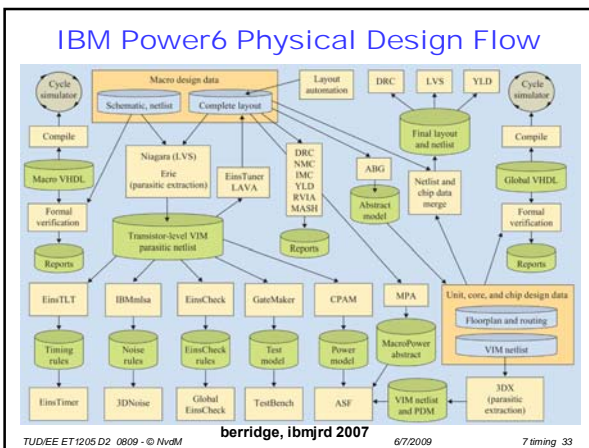 IBM Power6 Physical Design Flow
Cycle
simulator
Compile
Macro VHDL
Formal
verification
Reports
Macro design data
Schematic, netlist
Complete layout
Layout
automation
DRC
LVS
YLD
Final layout
and netlist
Cycle
simulator
Compile
Global VHDL
Formal
verification
Reports
Niagara (LVS)
Erie
(parasitic extraction)
EinsTuner
LAVA
DRC
NMC
IMC
YLD
RVIA
MASH
Reports
ABG
Abstract
model
Netlist and
chip data
merge
Transistor-level VIM
parasitic netlist
EinsTLT
IBMmlsa
EinsCheck
GateMaker
CPAM
MPA
Unit, core, and chip design data
Floorplan and routing
VIM netlist
Timing
rules
Noise
rules
EinsCheck
rules
Test
model
Power
model
MacroPower
abstract
EinsTimer
3DNoise
Global
EinsCheck
TestBench
ASF
VIM netlist
and PDM
3DX
(parasitic
extraction)
berridge, ibmjrd 2007
TUD/EE ET1205 D2 0809 - © NvdM
6/7/2009
7 timing 33